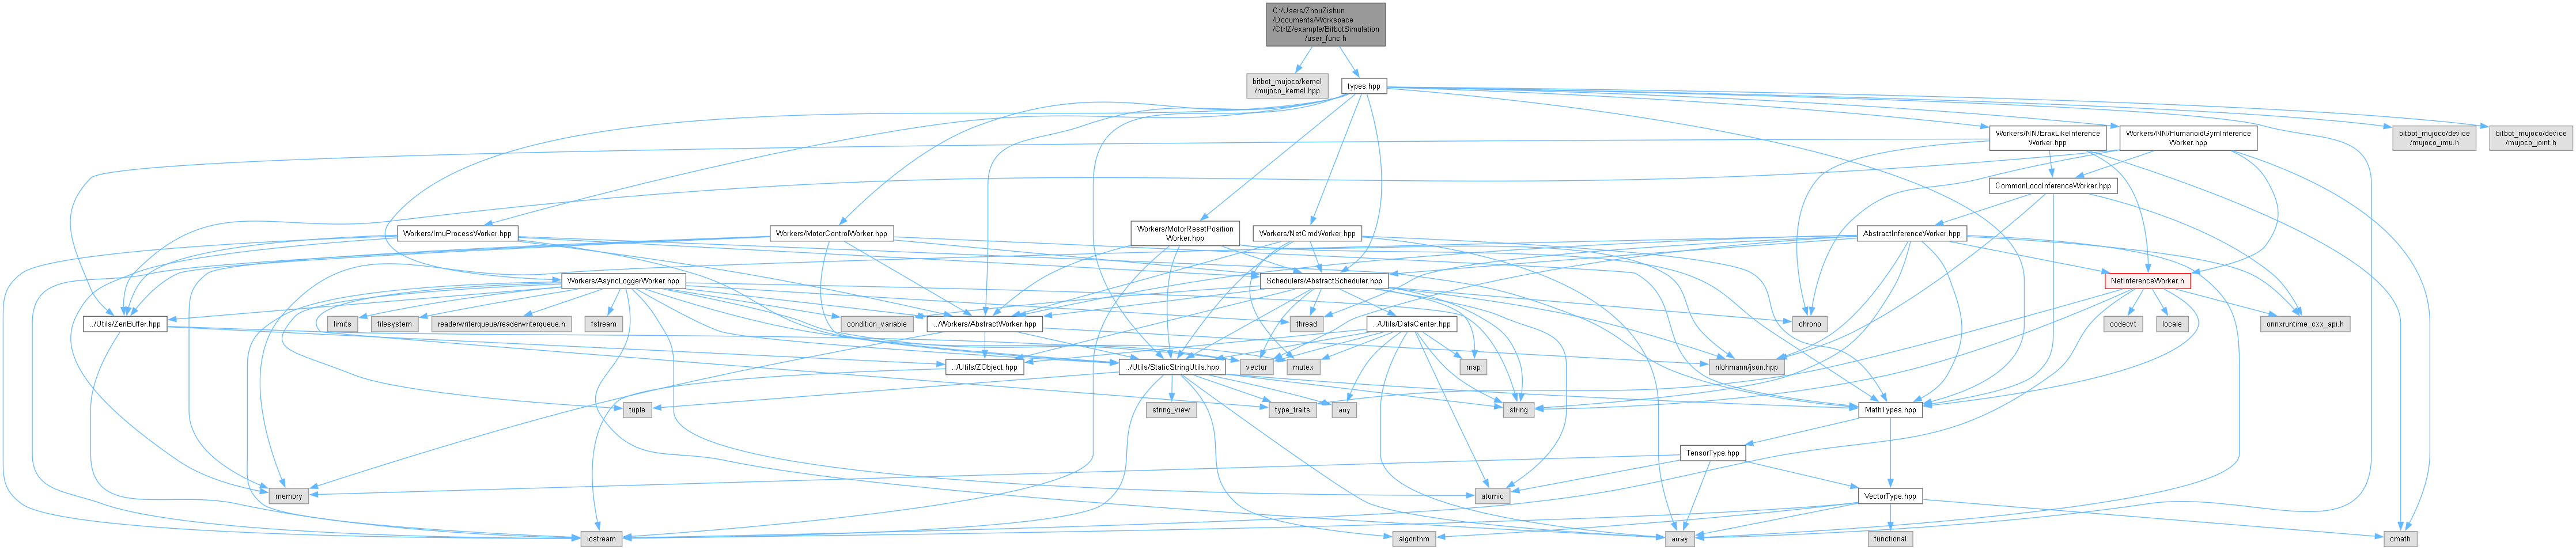 C:/Users/ZhouZishun
/Documents/Workspace
/CtrlZ/example/BitbotSimulation
/user_func.h
bitbot_mujoco/kernel
/mujoco_kernel.hpp
types.hpp
Workers/NN/EraxLikeInference
Worker.hpp
Workers/NN/HumanoidGymInference
Worker.hpp
bitbot_mujoco/device
/mujoco_imu.h
bitbot_mujoco/device
/mujoco_joint.h
CommonLocoInferenceWorker.hpp
Workers/ImuProcessWorker.hpp
Workers/MotorControlWorker.hpp
Workers/MotorResetPosition
Worker.hpp
Workers/NetCmdWorker.hpp
AbstractInferenceWorker.hpp
Workers/AsyncLoggerWorker.hpp
Schedulers/AbstractScheduler.hpp
NetInferenceWorker.h
../Utils/ZenBuffer.hpp
limits
filesystem
readerwriterqueue/readerwriterqueue.h
fstream
condition_variable
../Workers/AbstractWorker.hpp
thread
../Utils/DataCenter.hpp
chrono
codecvt
locale
onnxruntime_cxx_api.h
../Utils/ZObject.hpp
../Utils/StaticStringUtils.hpp
vector
mutex
map
nlohmann/json.hpp
tuple
string_view
type_traits
any
string
MathTypes.hpp
TensorType.hpp
memory
atomic
VectorType.hpp
iostream
algorithm
array
functional
cmath